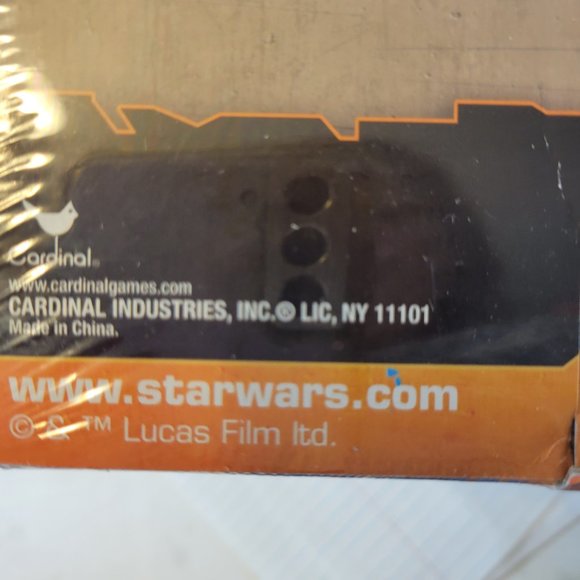 Cardinal®
www.cardinalgames.com
CARDINAL INDUSTRIES, INC.® LIC, NY 11101
Made in China.
www.starwars.com
© & ™ Lucas Film ltd.